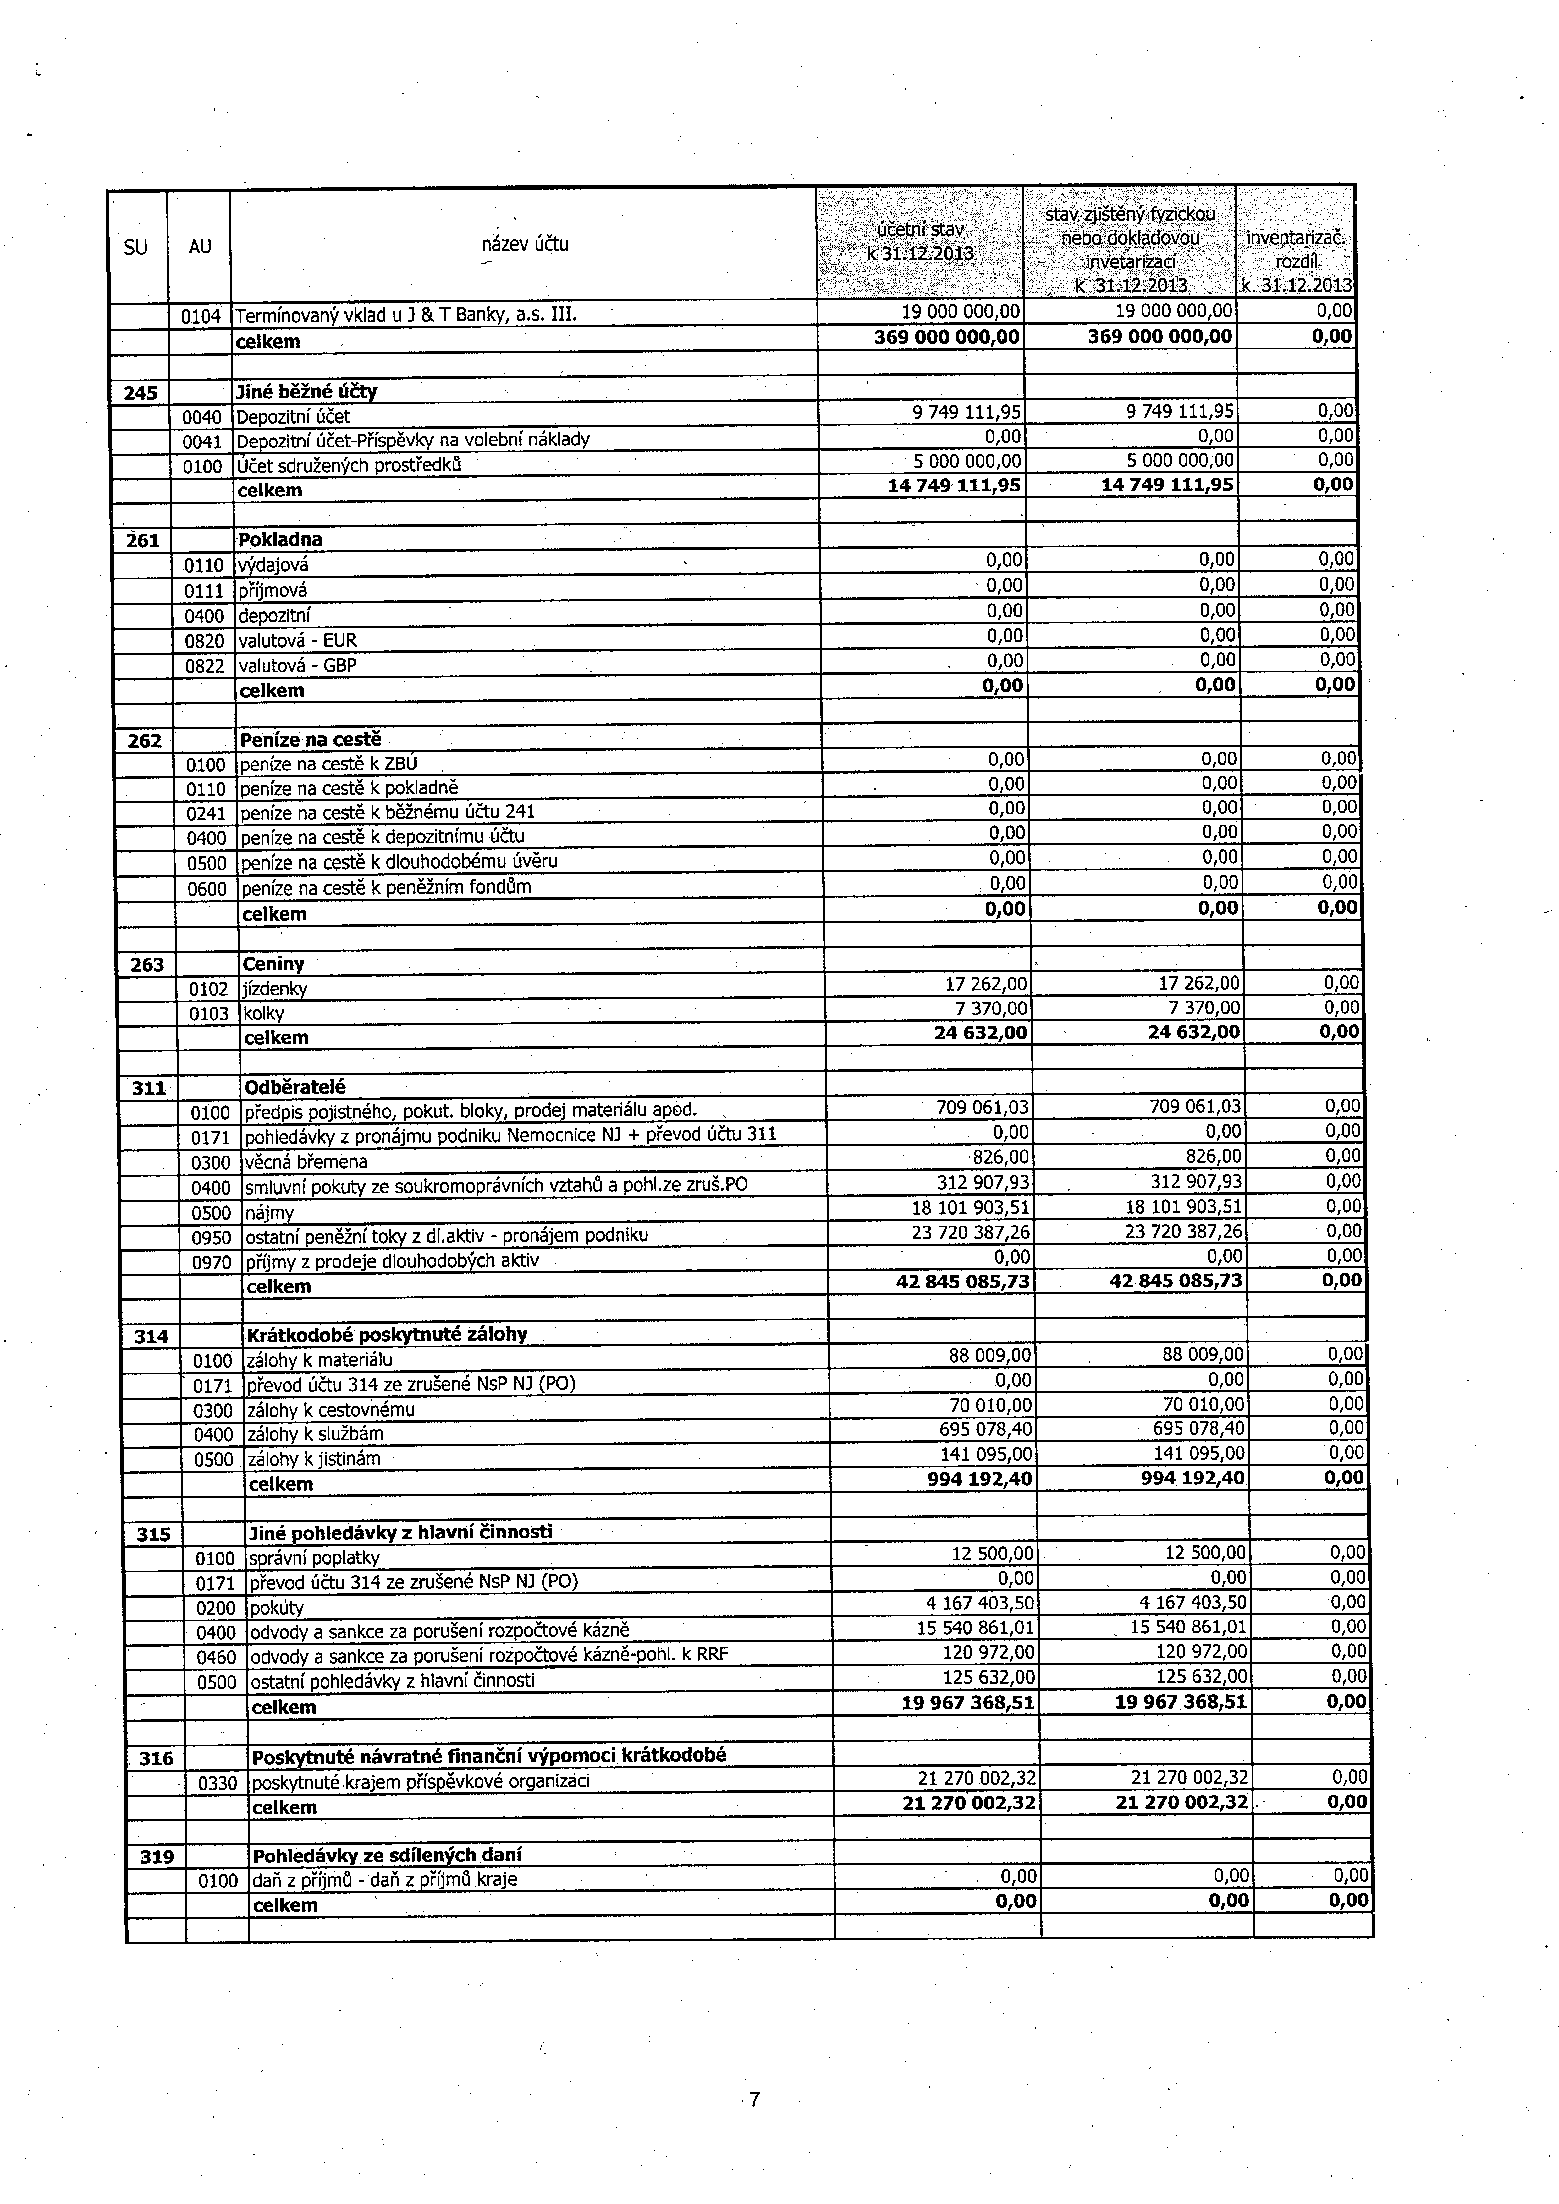 SU AU název účtu účetní stav k 31.12.2013 stav zjištěný fyzickou nebo dokladovou invetarizací k 31.12.2013 inventarizač. rozdíl k 31.12.2013
0104 Termínovaný vklad u J & T Banky, a.s. III. 19 000 000,00 19 000 000,00 0,00
celkem 369 000 000,00 369 000 000,00 0,00
245 Jiné běžné účty
0040 Depozitní účet 9 749 111,95 9 749 111,95 0,00
0041 Depozitní účet-Příspěvky na volební náklady 0,00 0,00 0,00
0100 Účet sdružených prostředků 5 000 000,00 5 000 000,00 0,00
celkem 14 749 111,95 14 749 111,95 0,00
261 Pokladna
0110 výdajová 0,00 0,00 0,00
0111 příjmová 0,00 0,00 0,00
0400 depozitní 0,00 0,00 0,00
0820 valutová - EUR 0,00 0,00 0,00
0822 valutová - GBP 0,00 0,00 0,00
celkem 0,00 0,00 0,00
262 Peníze na cestě
0100 peníze na cestě k ZBÚ 0,00 0,00 0,00
0110 peníze na cestě k pokladně 0,00 0,00 0,00
0241 peníze na cestě k běžnému účtu 241 0,00 0,00 0,00
0400 peníze na cestě k depozitnímu účtu 0,00 0,00 0,00
0500 peníze na cestě k dlouhodobému úvěru 0,00 0,00 0,00
0600 peníze na cestě k peněžním fondům 0,00 0,00 0,00
celkem 0,00 0,00 0,00
263 Ceniny
0102 jízdenky 17 262,00 17 262,00 0,00
0103 kolky 7 370,00 7 370,00 0,00
celkem 24 632,00 24 632,00 0,00
311 Odběratelé
0100 předpis pojistného, pokut. bloky, prodej materiálu apod. 709 061,03 709 061,03 0,00
0171 pohledávky z pronájmu podniku Nemocnice NJ + převod účtu 311 0,00 0,00 0,00
0300 věcná břemena 826,00 826,00 0,00
0400 smluvní pokuty ze soukromoprávních vztahů a pohl.ze zruš.PO 312 907,93 312 907,93 0,00
0500 nájmy 18 101 903,51 18 101 903,51 0,00
0950 ostatní peněžní toky z dl.aktiv - pronájem podniku 23 720 387,26 23 720 387,26 0,00
0970 příjmy z prodeje dlouhodobých aktiv 0,00 0,00 0,00
celkem 42 845 085,73 42 845 085,73 0,00
314 Krátkodobé poskytnuté zálohy
0100 zálohy k materiálu 88 009,00 88 009,00 0,00
0171 převod účtu 314 ze zrušené NsP NJ (PO) 0,00 0,00 0,00
0300 zálohy k cestovnému 70 010,00 70 010,00 0,00
0400 zálohy k službám 695 078,40 695 078,40 0,00
0500 zálohy k jistinám 141 095,00 141 095,00 0,00
celkem 994 192,40 994 192,40 0,00
315 Jiné pohledávky z hlavní činnosti
0100 správní poplatky 12 500,00 12 500,00 0,00
0171 převod účtu 314 ze zrušené NsP NJ (PO) 0,00 0,00 0,00
0200 pokuty 4 167 403,50 4 167 403,50 0,00
0400 odvody a sankce za porušení rozpočtové kázně 15 540 861,01 15 540 861,01 0,00
0460 odvody a sankce za porušení rozpočtové kázně-pohl. k RRF 120 972,00 120 972,00 0,00
0500 ostatní pohledávky z hlavní činnosti 125 632,00 125 632,00 0,00
celkem 19 967 368,51 19 967 368,51 0,00
316 Poskytnuté návratné finanční výpomoci krátkodobé
0330 poskytnuté krajem příspěvkové organizaci 21 270 002,32 21 270 002,32 0,00
celkem 21 270 002,32 21 270 002,32 0,00
319 Pohledávky ze sdílených daní
0100 daň z příjmů - daň z příjmů kraje 0,00 0,00 0,00
celkem 0,00 0,00 0,00
7